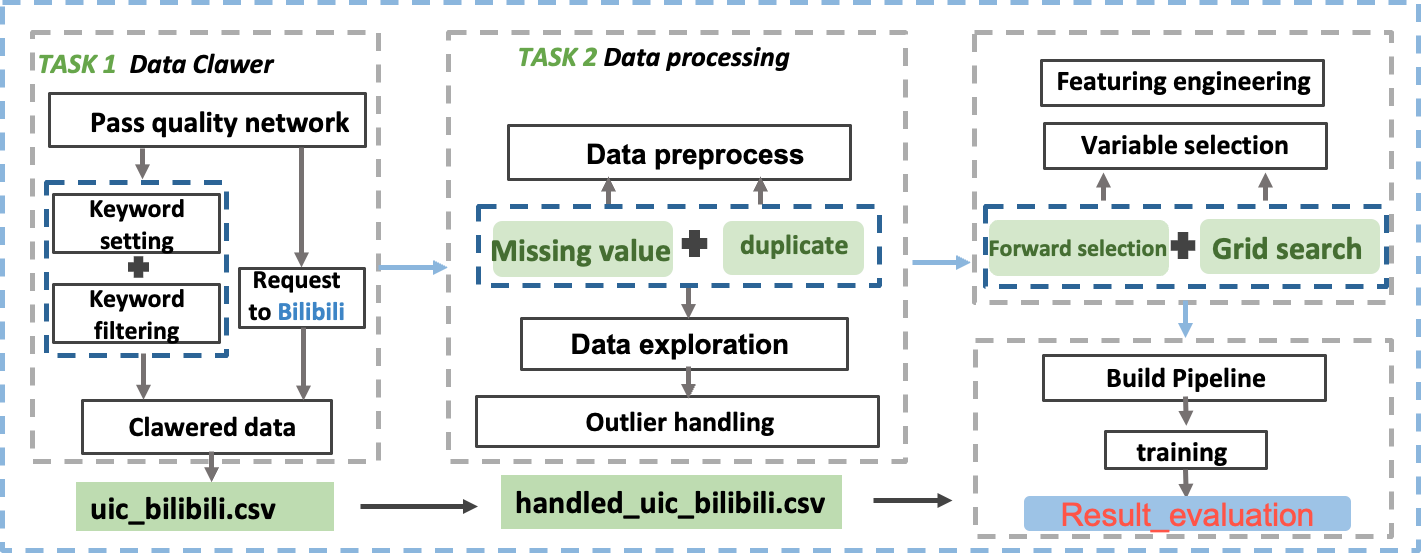 TASK 1 Data Clawer
Pass quality network
Keyword
setting
Keyword
filtering
Request
to Bilibili
Clawered data
uic_bilibili.csv
TASK 2 Data processing
Data preprocess
Missing value
duplicate
Data exploration
Outlier handling
handled_uic_bilibili.csv
Featuring engineering
Variable selection
Forward selection
Grid search
Build Pipeline
training
Result_evaluation